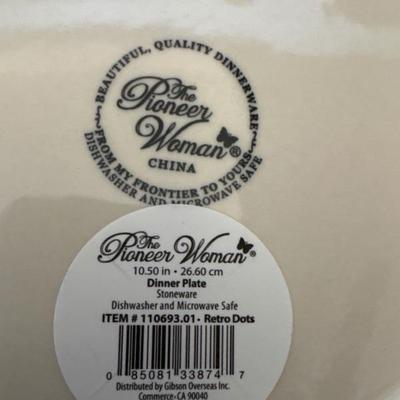 BEAUTIFUL, QUALITY DINNERWARE
The
Pioneer
Woman®
CHINA
FROM MY FRONTIER TO YOURS
DISHWASHER AND MICROWAVE SAFE
The
Pioneer Woman®
10.50 in • 26.60 cm
Dinner Plate
Stoneware
Dishwasher and Microwave Safe
ITEM # 110693.01 • Retro Dots
0 85081 33874 7
Distributed by Gibson Overseas Inc.
Commerce • CA 90040